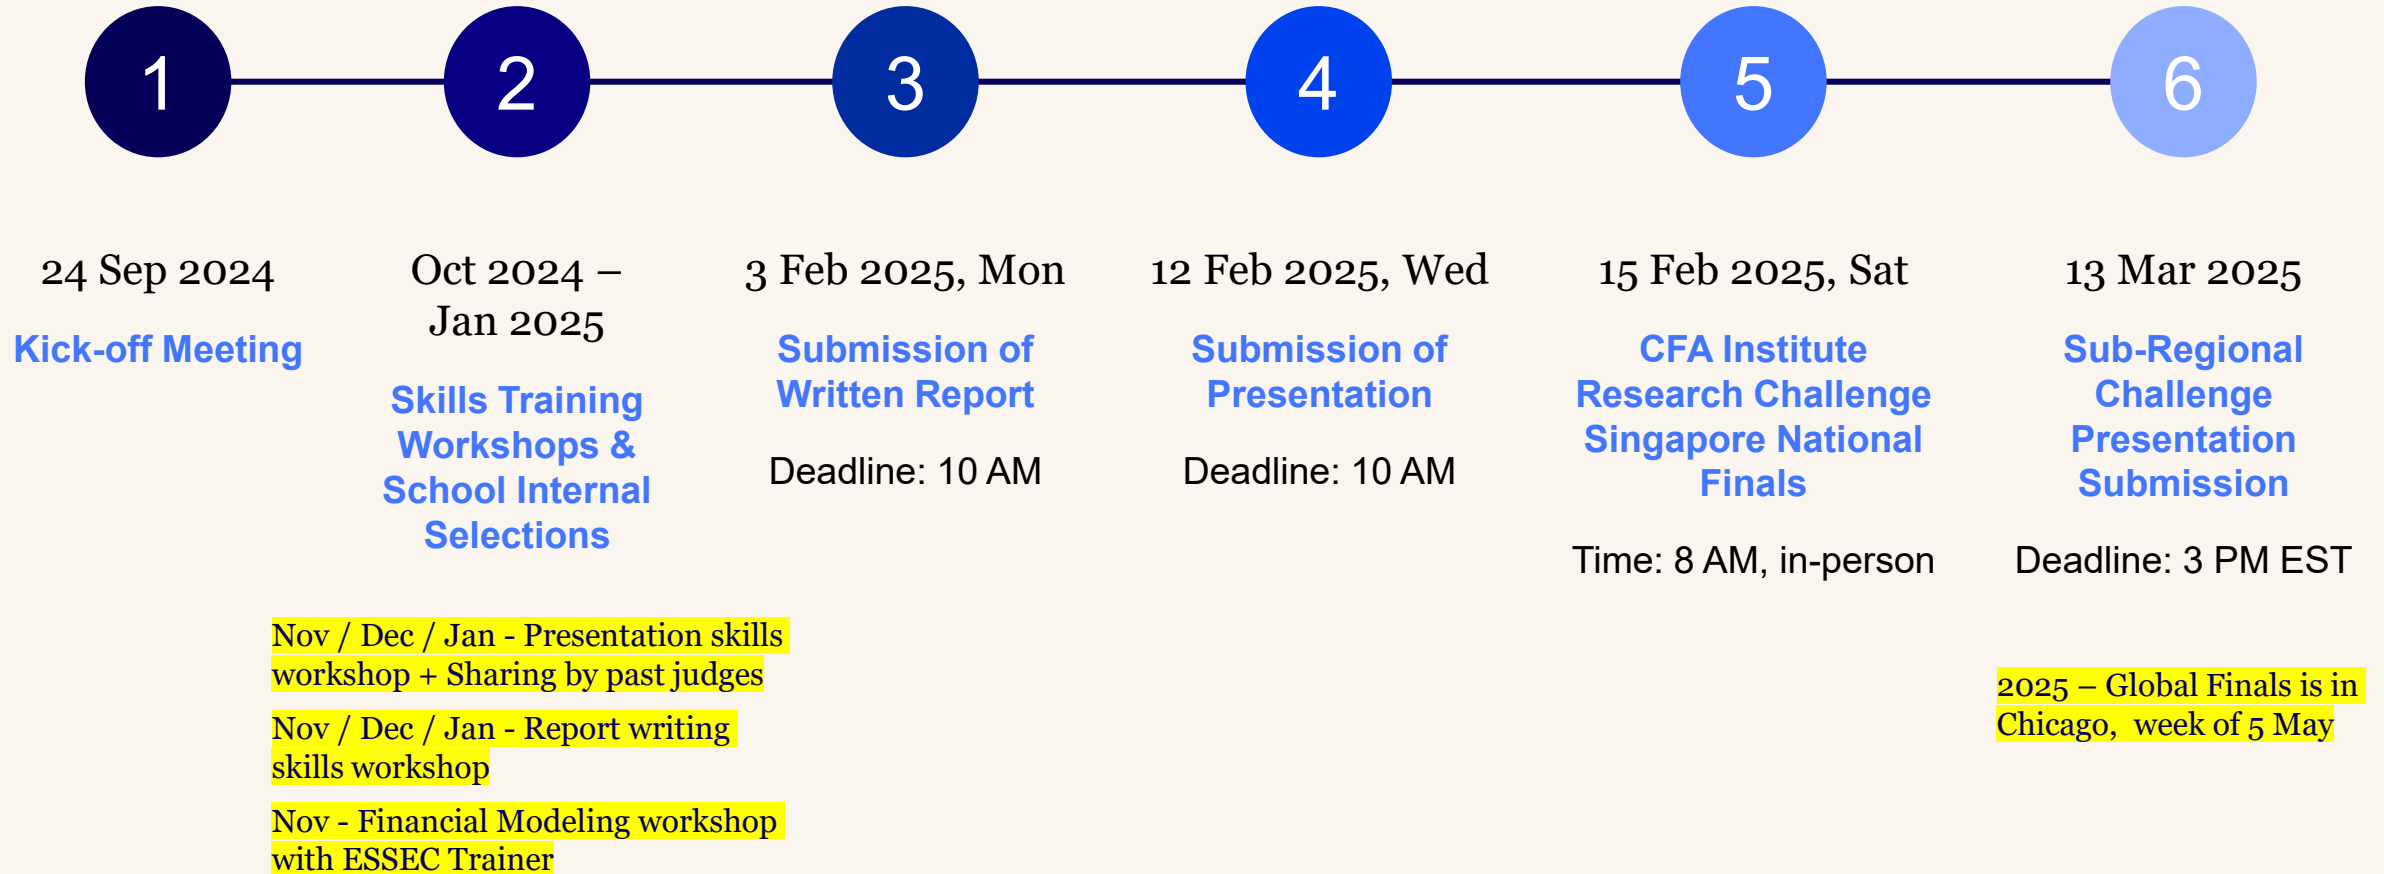 1
2
3
4
5
6
24 Sep 2024
Kick-off Meeting
Oct 2024 –
Jan 2025
Skills Training
Workshops &
School Internal
Selections
Nov / Dec / Jan - Presentation skills
workshop + Sharing by past judges
Nov / Dec / Jan - Report writing
skills workshop
Nov - Financial Modeling workshop
with ESSEC Trainer
3 Feb 2025, Mon
Submission of
Written Report
Deadline: 10 AM
12 Feb 2025, Wed
Submission of
Presentation
Deadline: 10 AM
15 Feb 2025, Sat
CFA Institute
Research Challenge
Singapore National
Finals
Time: 8 AM, in-person
13 Mar 2025
Sub-Regional
Challenge
Presentation
Submission
Deadline: 3 PM EST
2025 – Global Finals is in
Chicago,  week of 5 May